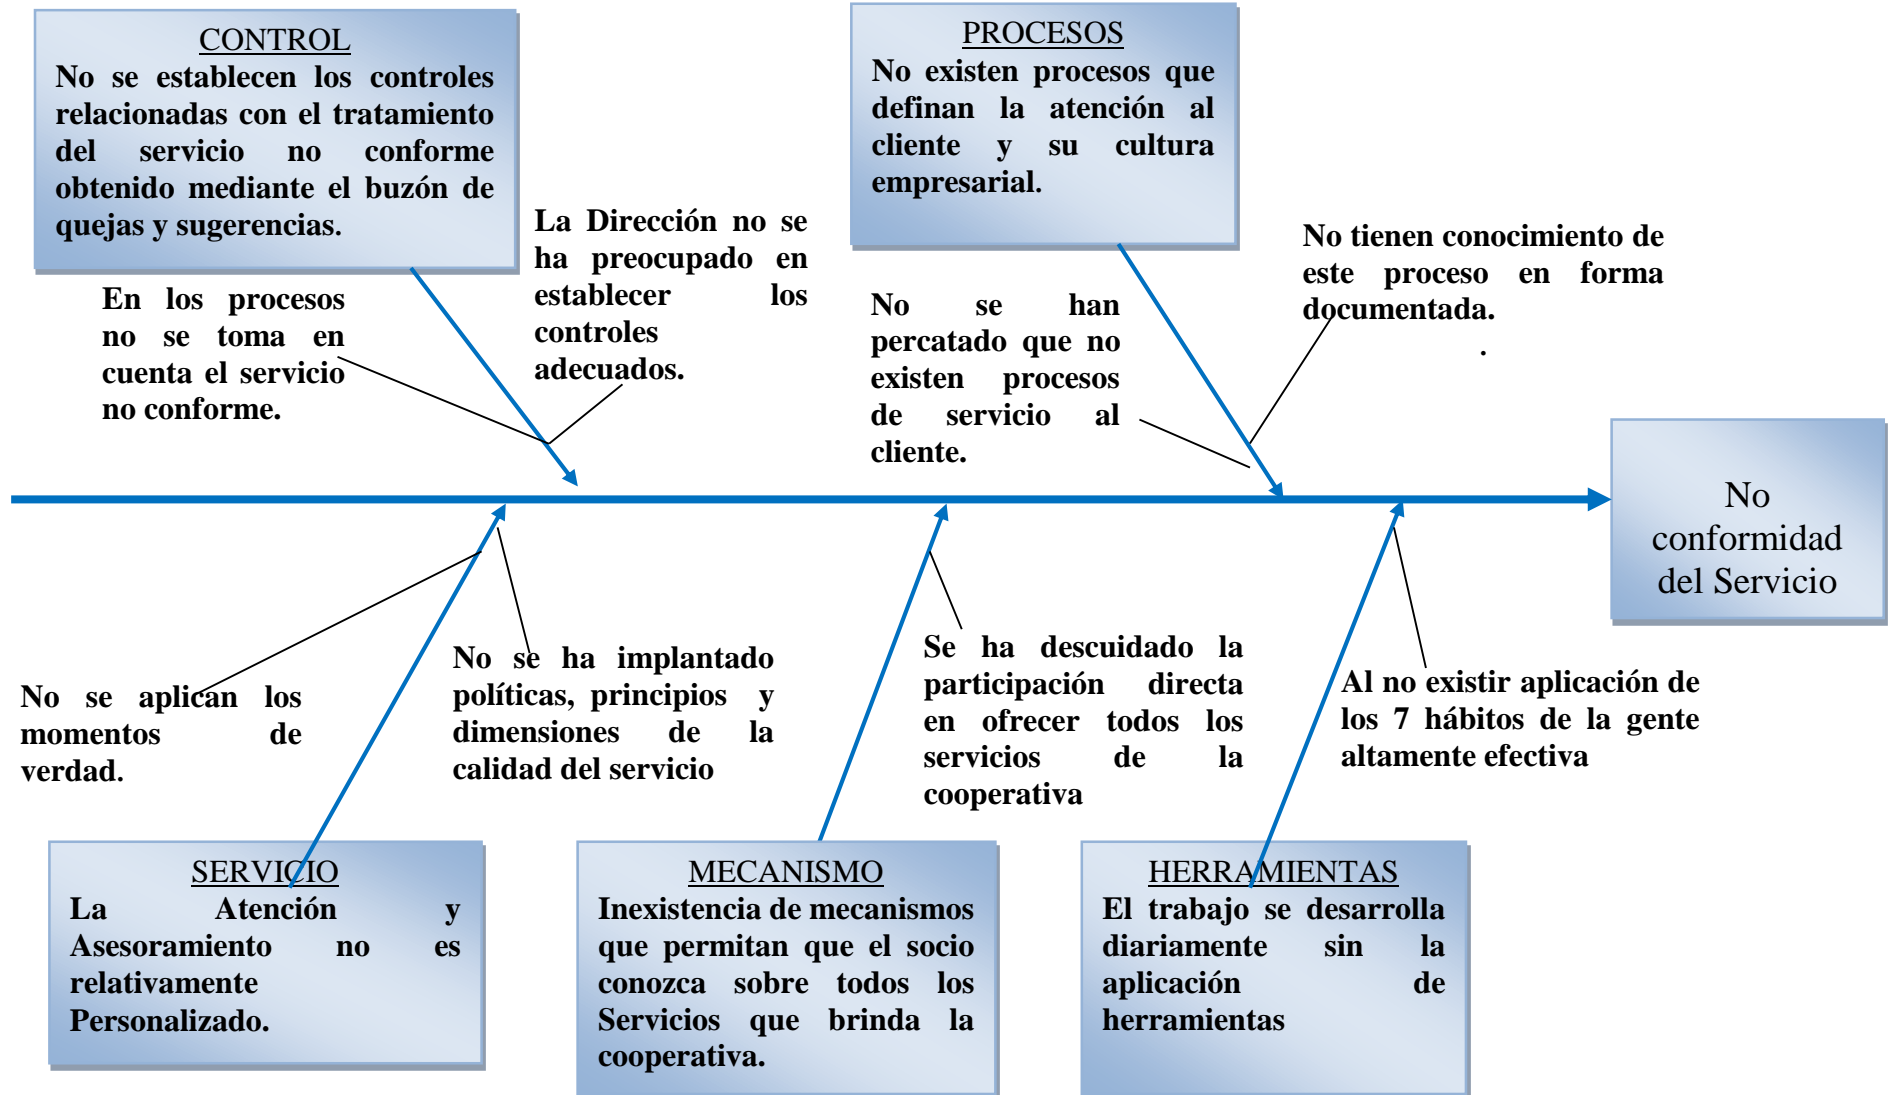 CONTROL
No se establecen los controles
relacionadas con el tratamiento
del servicio no conforme
obtenido mediante el buzón de
quejas y sugerencias.
En los procesos
no se toma en
cuenta el servicio
no conforme.
La Dirección no se
ha preocupado en
establecer los
controles
adecuados.
PROCESOS
No existen procesos que
definan la atención al
cliente y su cultura
empresarial.
No se han
percatado que no
existen procesos
de servicio al
cliente.
No tienen conocimiento de
este proceso en forma
documentada.
.
No
conformidad
del Servicio
No se aplican los
momentos de
verdad.
No se ha implantado
políticas, principios y
dimensiones de la
calidad del servicio
Se ha descuidado la
participación directa
en ofrecer todos los
servicios de la
cooperativa
Al no existir aplicación de
los 7 hábitos de la gente
altamente efectiva
SERVICIO
La Atención y
Asesoramiento no es
relativamente
Personalizado.
MECANISMO
Inexistencia de mecanismos
que permitan que el socio
conozca sobre todos los
Servicios que brinda la
cooperativa.
HERRAMIENTAS
El trabajo se desarrolla
diariamente sin la
aplicación de
herramientas